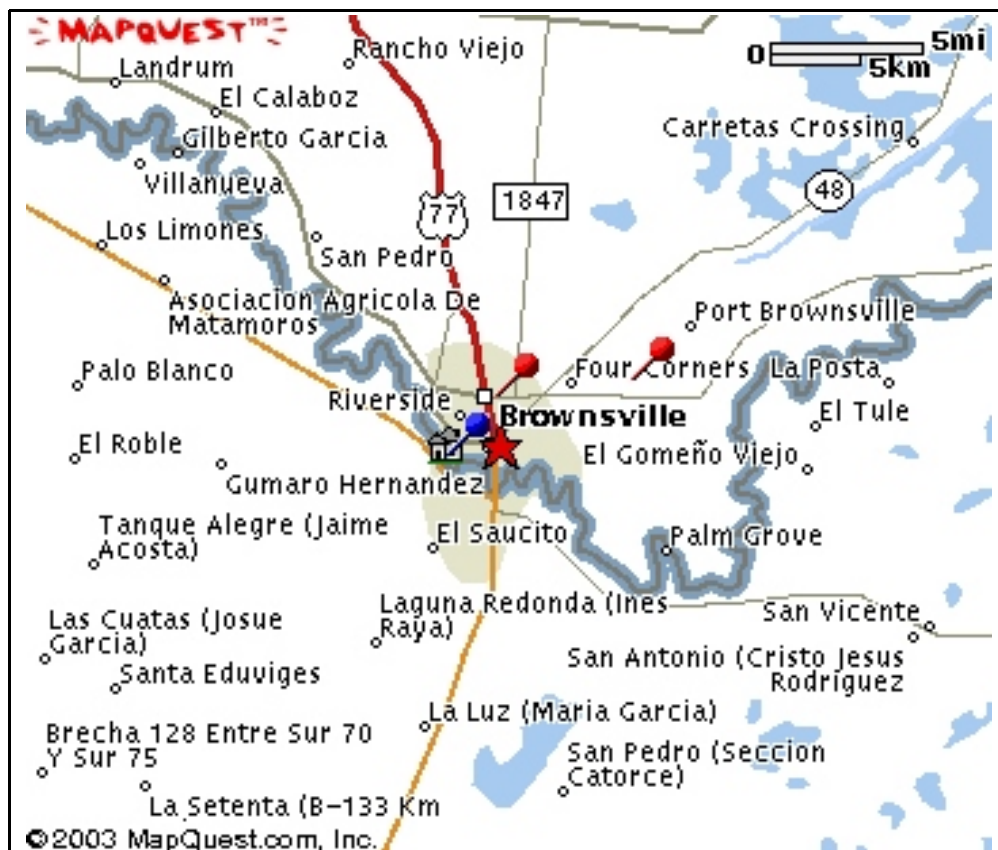 MAPQUEST™
Rancho Viejo
0 5mi
5km
Landrum
El Calaboz
Carretas Crossing
Gilberto Garcia
Villanueva
48
1847
77
Los Limones
San Pedro
Asociacion Agricola De
Matamoros
Port Brownsville
Palo Blanco
Four Corners
La Posta
Riverside
Brownsville
El Tule
El Roble
El Gomeño Viejo
Gumaro Hernandez
Tanque Alegre (Jaime
Acosta)
El Saucito
Palm Grove
Laguna Redonda (Ines
Raya)
San Vicente
Las Cuatas (Josue
Garcia)
San Antonio (Cristo Jesus
Rodriguez
Santa Eduviges
La Luz (Maria Garcia)
Brecha 128 Entre Sur 70
Y Sur 75
San Pedro (Seccion
Catorce)
La Setenta (B-133 Km
©2003 MapQuest.com, Inc.